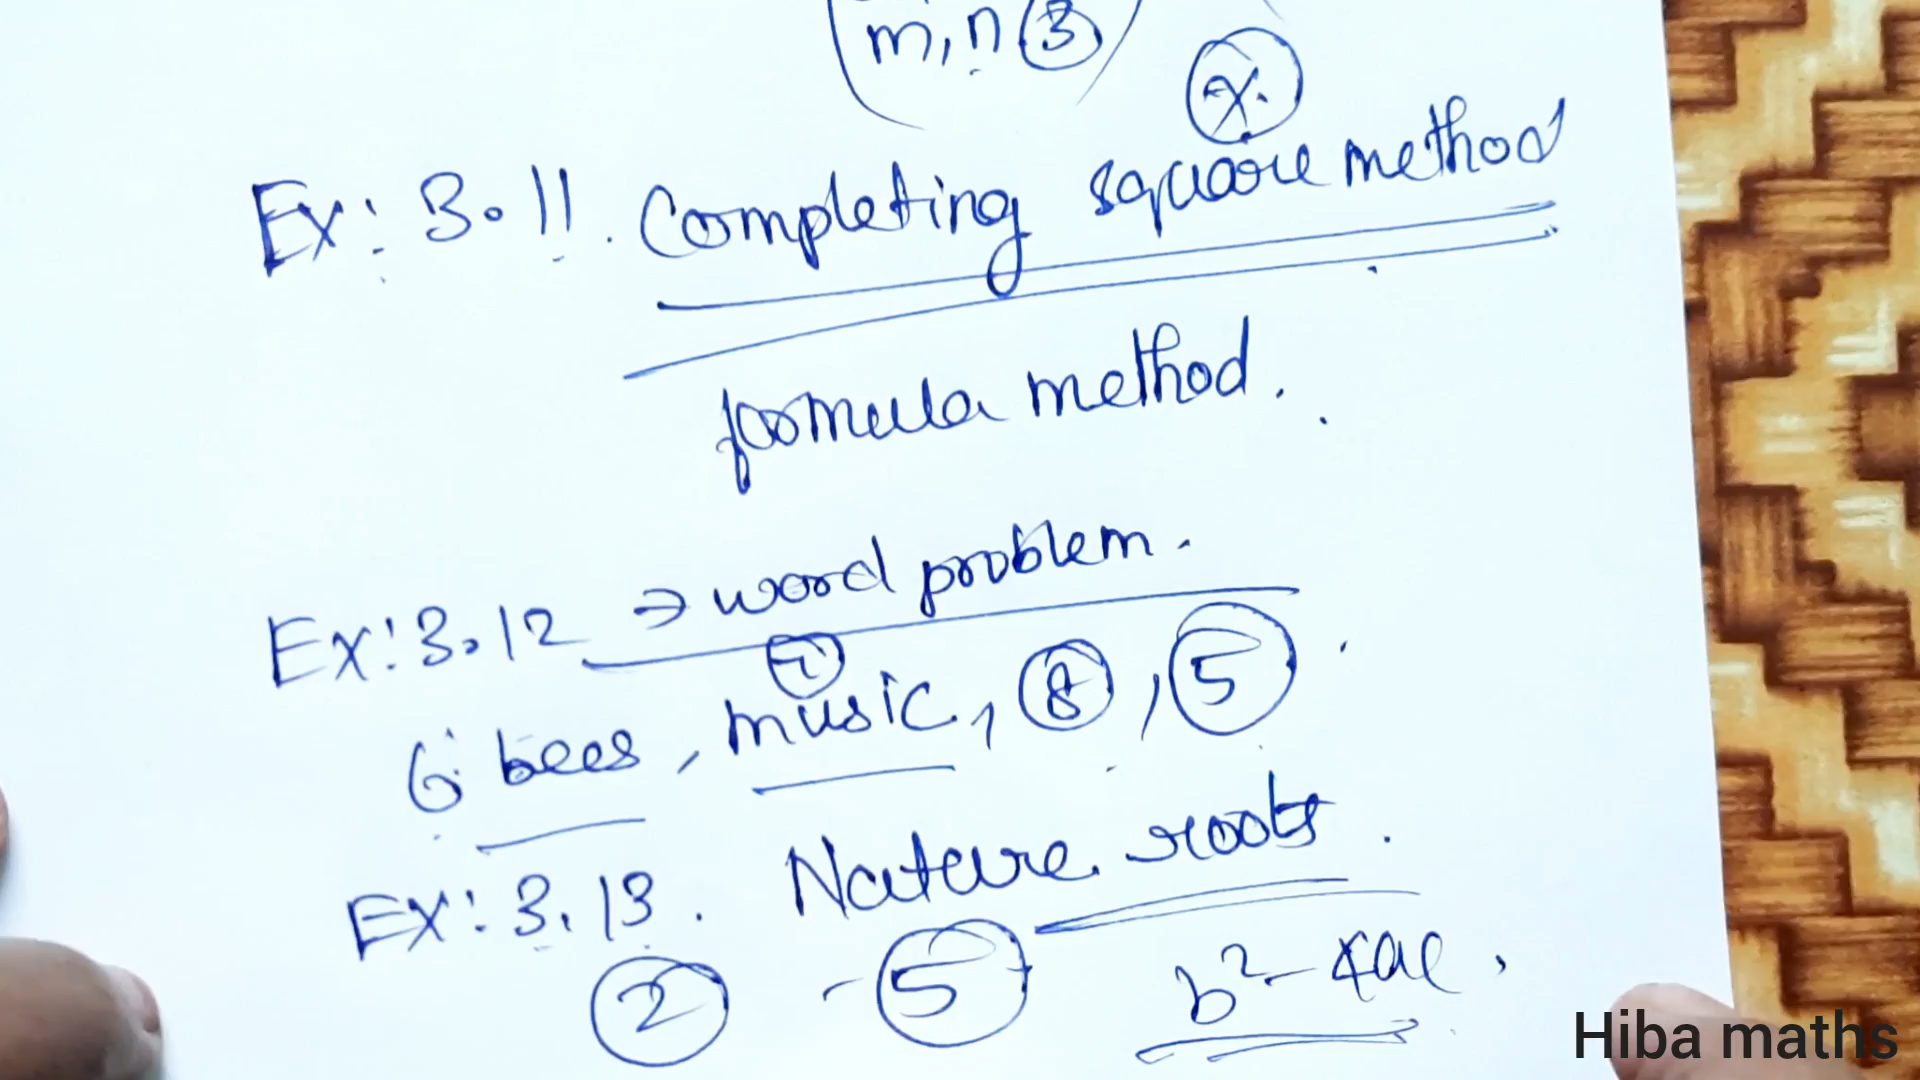 m, n ③
x.
Ex: 3.11. Completing square method
formula method.
Ex: 3.12 → word problem.
6 bees, music, ⑧, ⑤
Ex: 3.13. Nature roots.
② - ⑤ b²-4ac,
Hiba maths